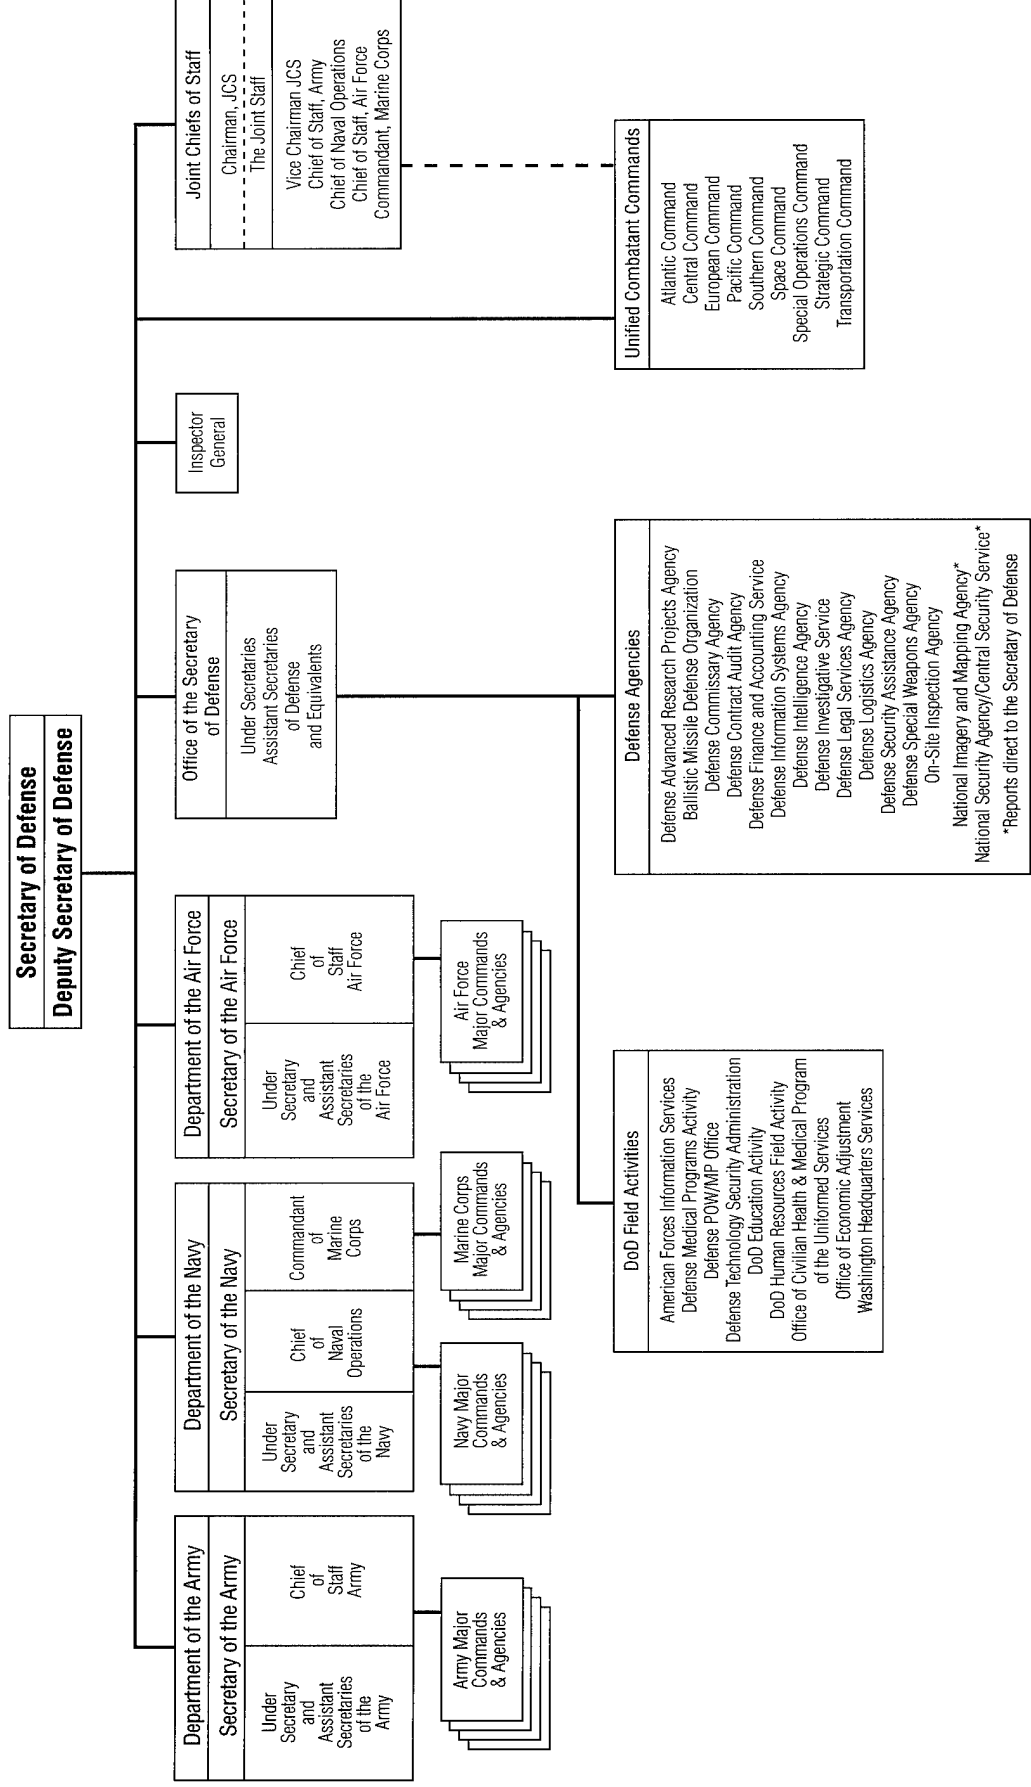 Secretary of Defense
Deputy Secretary of Defense
Department of the Army
Secretary of the Army
Under
Secretary
and
Assistant
Secretaries
of the
Army
Chief
of
Staff
Army
Army Major
Commands
& Agencies
Department of the Navy
Secretary of the Navy
Under
Secretary
and
Assistant
Secretaries
of the
Navy
Chief
of
Naval
Operations
Commandant
of
Marine
Corps
Navy Major
Commands
& Agencies
Marine Corps
Major Commands
& Agencies
Department of the Air Force
Secretary of the Air Force
Under
Secretary
and
Assistant
Secretaries
of the
Air Force
Chief
of
Staff
Air Force
Air Force
Major Commands
& Agencies
Office of the Secretary
of Defense
Under Secretaries
Assistant Secretaries
of Defense
and Equivalents
Inspector
General
Joint Chiefs of Staff
Chairman, JCS
The Joint Staff
Vice Chairman JCS
Chief of Staff, Army
Chief of Naval Operations
Chief of Staff, Air Force
Commandant, Marine Corps
DoD Field Activities
American Forces Information Services
Defense Medical Programs Activity
Defense POW/MP Office
Defense Technology Security Administration
DoD Education Activity
DoD Human Resources Field Activity
Office of Civilian Health & Medical Program
of the Uniformed Services
Office of Economic Adjustment
Washington Headquarters Services
Defense Agencies
Defense Advanced Research Projects Agency
Ballistic Missile Defense Organization
Defense Commissary Agency
Defense Contract Audit Agency
Defense Finance and Accounting Service
Defense Information Systems Agency
Defense Intelligence Agency
Defense Investigative Service
Defense Legal Services Agency
Defense Logistics Agency
Defense Security Assistance Agency
Defense Special Weapons Agency
On-Site Inspection Agency
National Imagery and Mapping Agency*
National Security Agency/Central Security Service*
*Reports direct to the Secretary of Defense
Unified Combatant Commands
Atlantic Command
Central Command
European Command
Pacific Command
Southern Command
Space Command
Special Operations Command
Strategic Command
Transportation Command